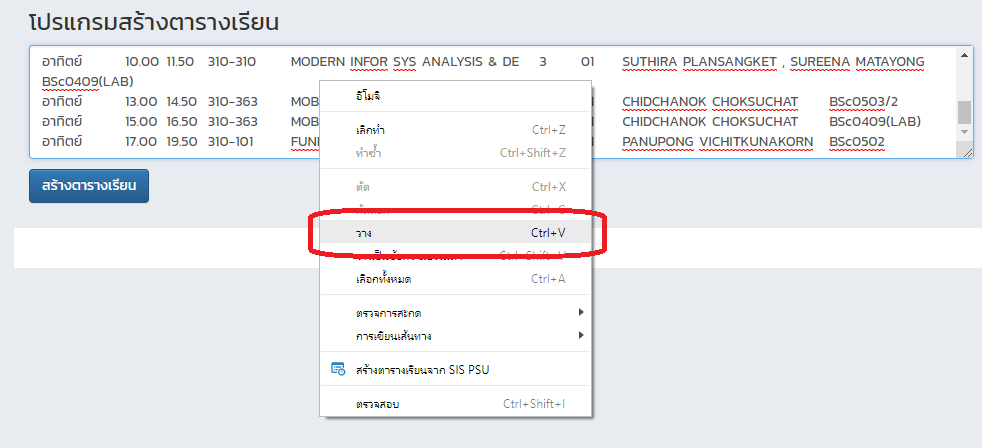 โปรแกรมสร้างตารางเรียน
อาทิตย์ 10.00 11.50 310-310 MODERN INFOR SYS ANALYSIS & DE 3 01 SUTHIRA PLANSANGKET , SUREENA MATAYONG
BSc0409(LAB)
อาทิตย์ 13.00 14.50 310-363 MOB CHIDCHANOK CHOKSUCHAT BSc0503/2
อาทิตย์ 15.00 16.50 310-363 MOB CHIDCHANOK CHOKSUCHAT BSc0409(LAB)
อาทิตย์ 17.00 19.50 310-101 FUN PANUPONG VICHITKUNAKORN BSc0502
สร้างตารางเรียน
อีโมจิ
เลิกทำ Ctrl+Z
ทำซ้ำ Ctrl+Shift+Z
ตัด Ctrl+X
วาง Ctrl+V
เลือกทั้งหมด Ctrl+A
ตรวจการสะกด
การเขียนเส้นทาง
สร้างตารางเรียนจาก SIS PSU
ตรวจสอบ Ctrl+Shift+I